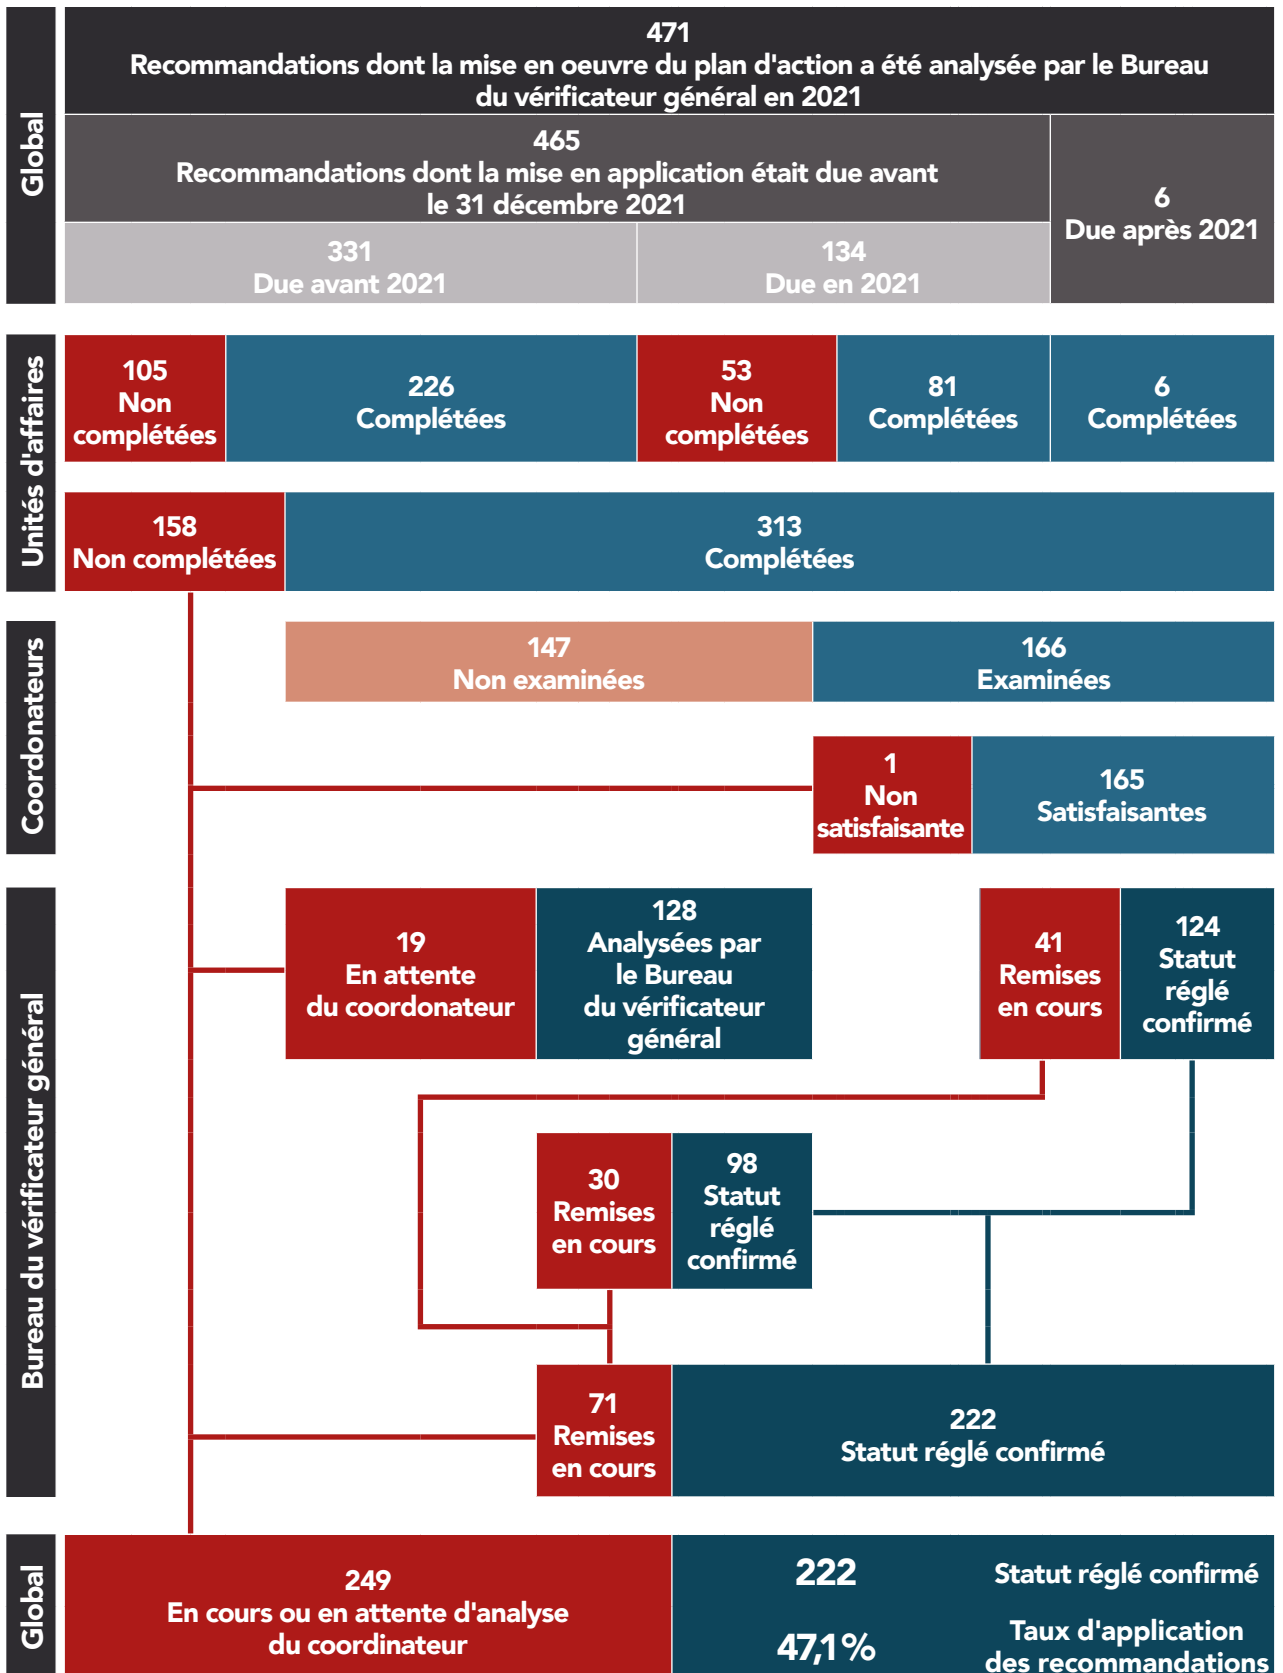 Global
471
Recommandations dont la mise en oeuvre du plan d'action a été analysée par le Bureau
du vérificateur général en 2021
465
Recommandations dont la mise en application était due avant
le 31 décembre 2021
6
Due après 2021
331
Due avant 2021
134
Due en 2021
Unités d'affaires
105
Non
complétées
226
Complétées
53
Non
complétées
81
Complétées
6
Complétées
158
Non complétées
313
Complétées
Coordonateurs
147
Non examinées
166
Examinées
1
Non
satisfaisante
165
Satisfaisantes
Bureau du vérificateur général
19
En attente
du coordonateur
128
Analysées par
le Bureau
du vérificateur
général
41
Remises
en cours
124
Statut
réglé
confirmé
30
Remises
en cours
98
Statut
réglé
confirmé
71
Remises
en cours
222
Statut réglé confirmé
Global
249
En cours ou en attente d'analyse
du coordinateur
222
Statut réglé confirmé
47,1%
Taux d'application
des recommandations